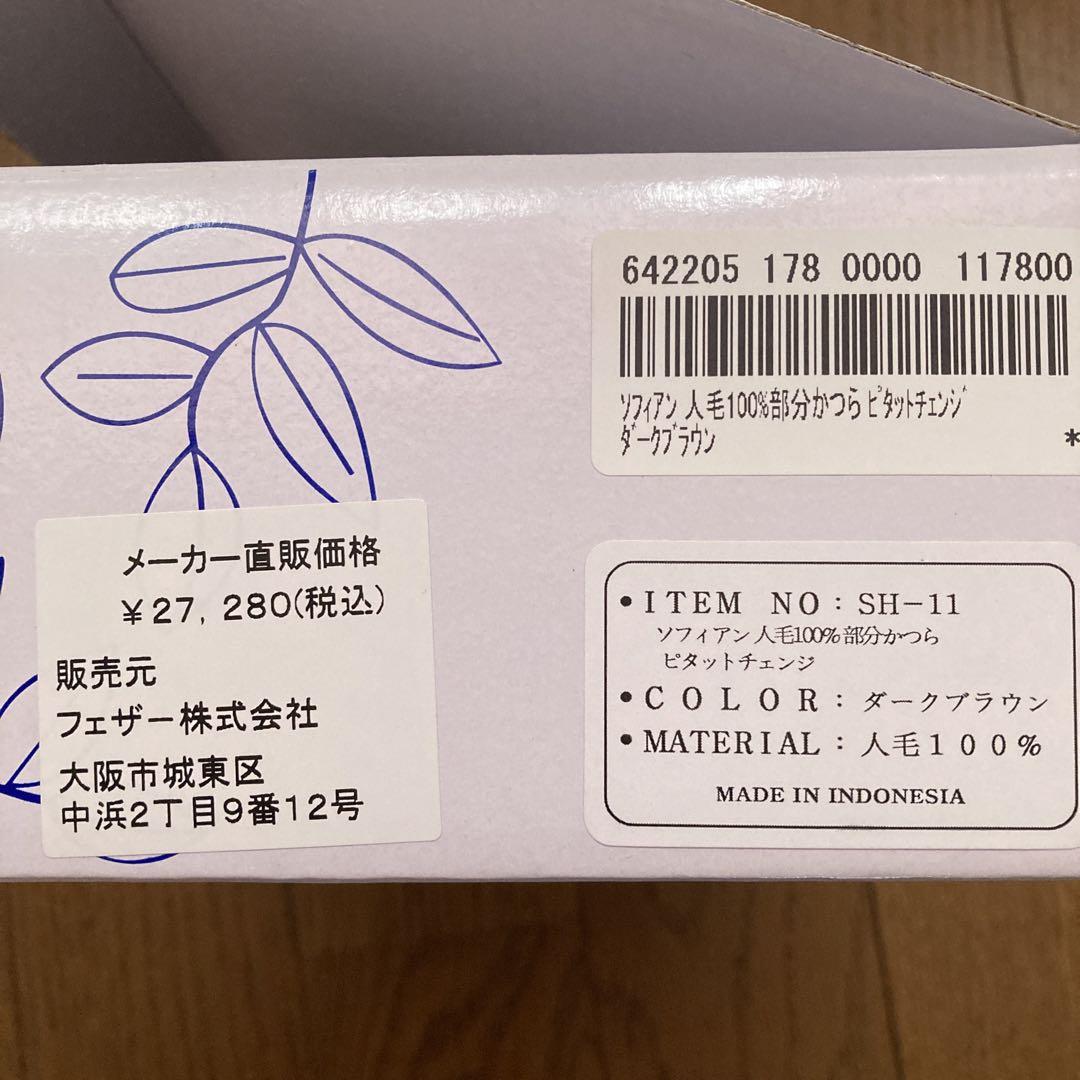 642205 178 0000 117800
ｿﾌｨｱﾝ 人毛100%部分かつら ﾋﾟﾀｯﾄﾁｪﾝｼﾞ
ﾀﾞｰｸﾌﾞﾗｳﾝ
*
メーカー直販価格
￥27, 280(税込)
販売元
フェザー株式会社
大阪市城東区
中浜2丁目9番12号
•ITEM NO：SH-11
ソフィアン 人毛100% 部分かつら
ピタットチェンジ
•COLOR：ダークブラウン
•MATERIAL：人毛１００％
MADE IN INDONESIA